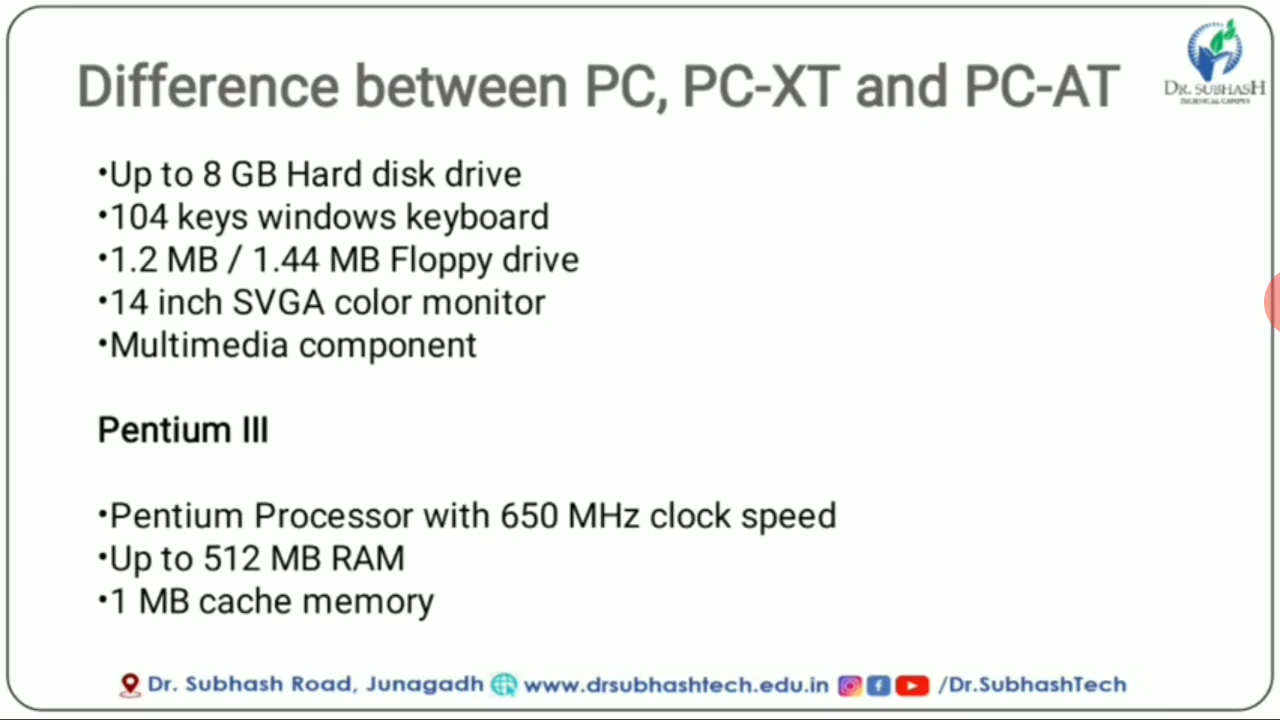 Difference between PC, PC-XT and PC-AT
DR. SUBHASH
TECHNICAL CAMPUS
•Up to 8 GB Hard disk drive
•104 keys windows keyboard
•1.2 MB / 1.44 MB Floppy drive
•14 inch SVGA color monitor
•Multimedia component
Pentium III
•Pentium Processor with 650 MHz clock speed
•Up to 512 MB RAM
•1 MB cache memory
Dr. Subhash Road, Junagadh www.drsubhashtech.edu.in /Dr.SubhashTech